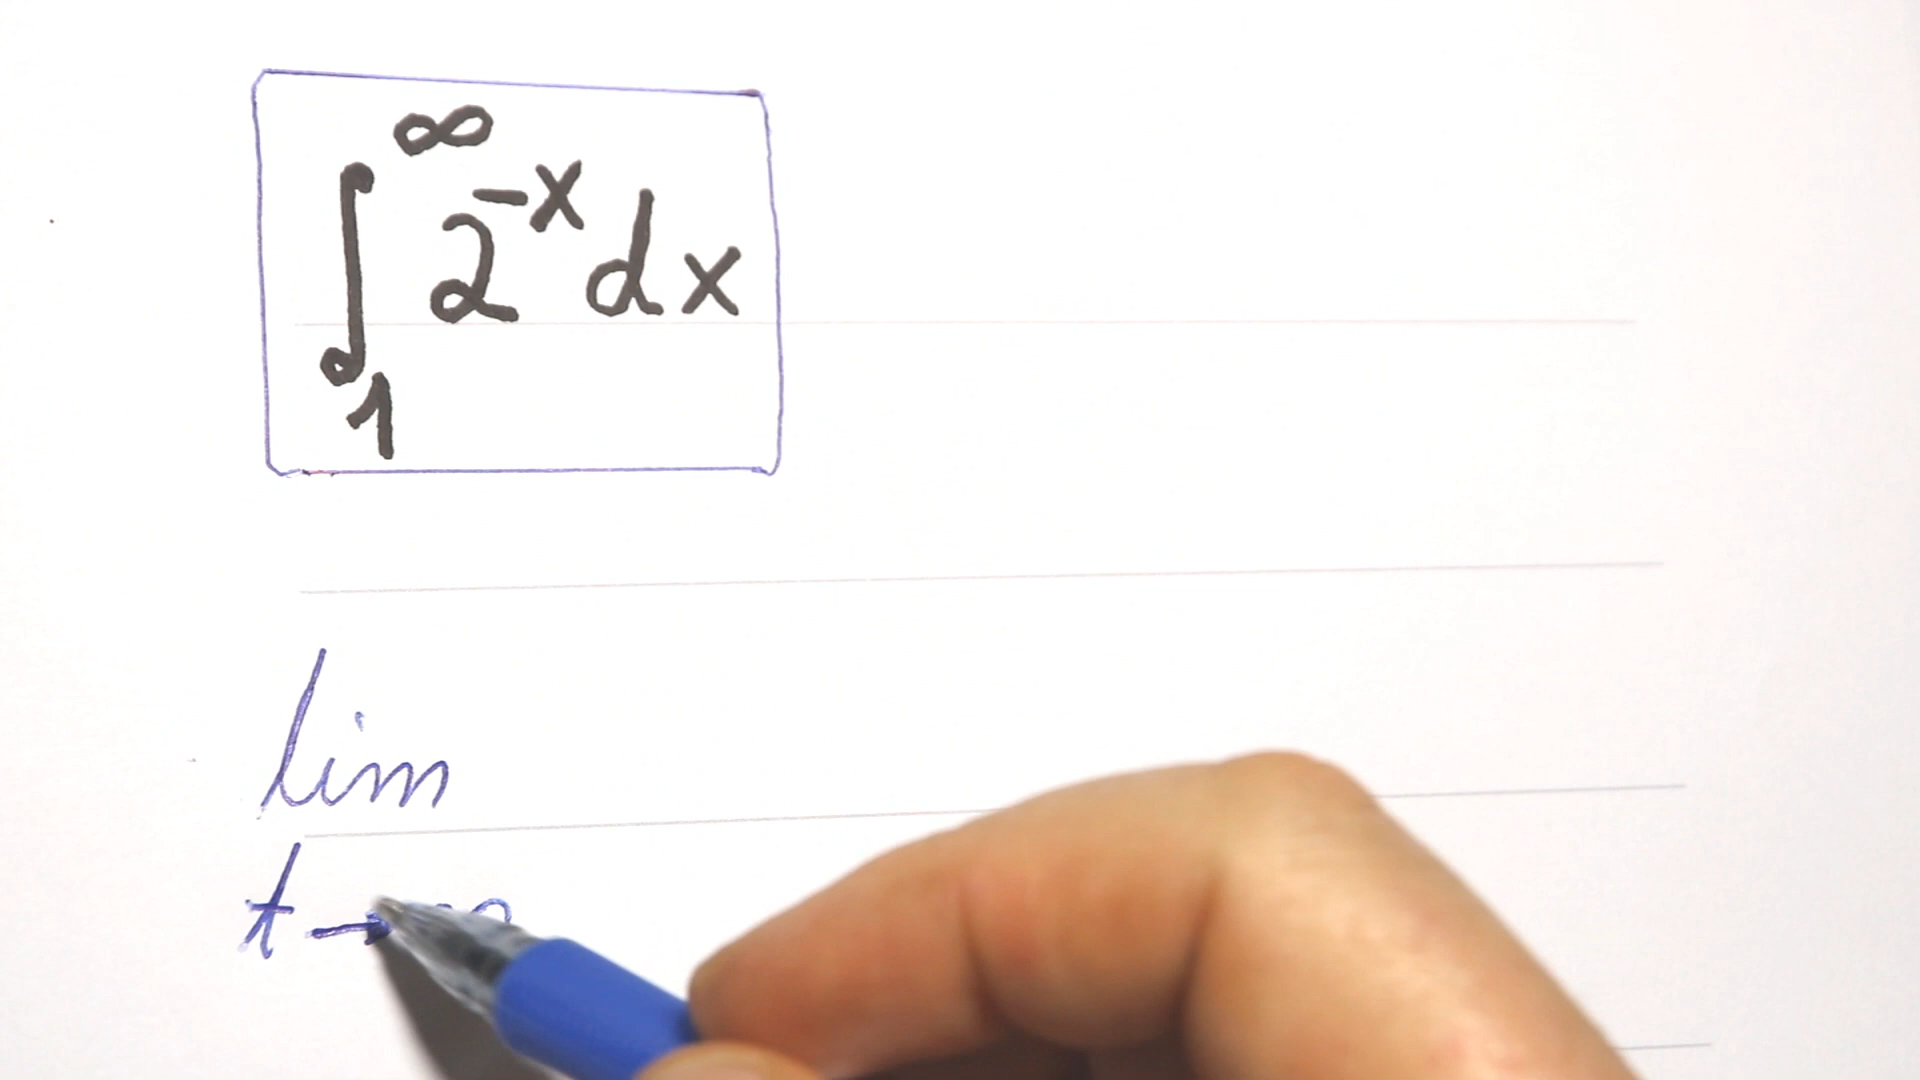 ∫₁^∞ 2^(-x) dx
lim
t→